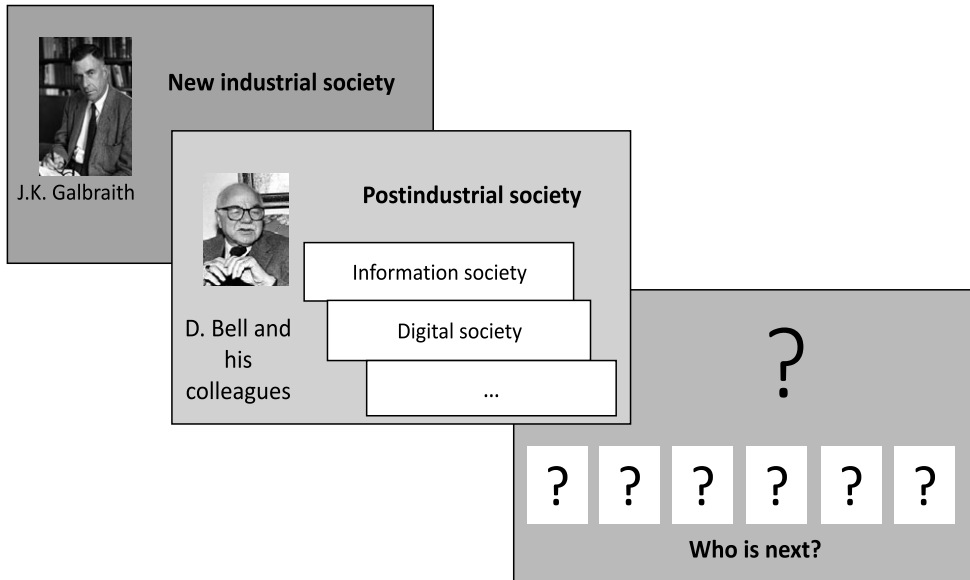 New industrial society
J.K. Galbraith
Postindustrial society
Information society
Digital society
...
D. Bell and
his
colleagues
?
? ? ? ? ? ?
Who is next?